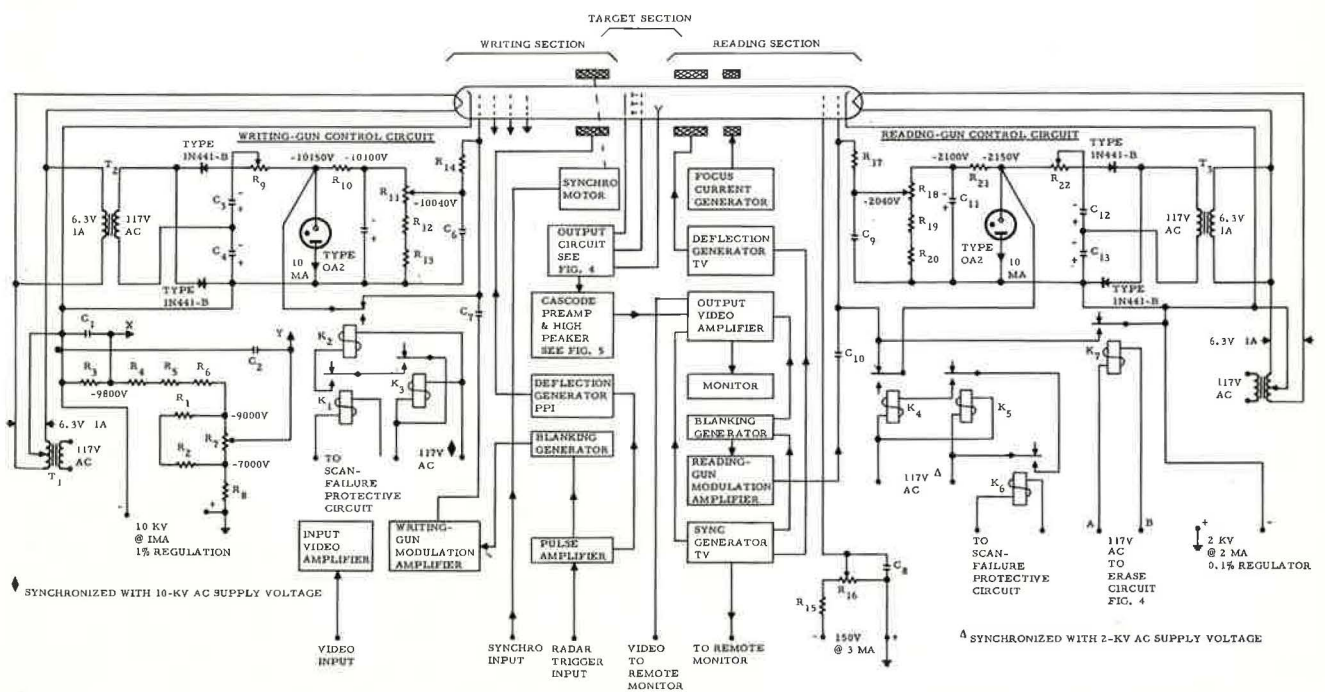 TARGET SECTION
WRITING SECTION
READING SECTION
WRITING-GUN CONTROL CIRCUIT
READING-GUN CONTROL CIRCUIT
TYPE
1N441-B
T2
6.3V
1A
117V
AC
R9
C3
C4
-10150V
-10100V
R10
TYPE
OA2
10
MA
R11
-10040V
R12
R13
R14
C6
C7
TYPE
1N441-B
SYNCHRO
MOTOR
OUTPUT
CIRCUIT
SEE
FIG. 4
CASCODE
PREAMP
& HIGH
PEAKER
SEE FIG. 5
DEFLECTION
GENERATOR
PPI
BLANKING
GENERATOR
PULSE
AMPLIFIER
INPUT
VIDEO
AMPLIFIER
WRITING-
GUN
MODULATION
AMPLIFIER
FOCUS
CURRENT
GENERATOR
DEFLECTION
GENERATOR
TV
OUTPUT
VIDEO
AMPLIFIER
MONITOR
BLANKING
GENERATOR
READING-
GUN
MODULATION
AMPLIFIER
SYNC
GENERATOR
TV
R17
-2040V
C9
R18
R19
R20
-2100V
-2150V
C11
R21
TYPE
OA2
10
MA
R22
TYPE
1N441-B
C12
C13
TYPE
1N441-B
117V
AC
T3
6.3V
1A
C1
X
Y
C2
R3
-9800V
R4
R5
R6
R1
R2
-9000V
R7
-7000V
R8
6.3V 1A
117V
AC
T1
- +
10 KV
@ 1MA
1% REGULATION
K2
K1
K3
TO
SCAN-
FAILURE
PROTECTIVE
CIRCUIT
117V ♦
AC
C10
K4
K5
K6
K7
117V Δ
AC
TO
SCAN-
FAILURE
PROTECTIVE
CIRCUIT
A B
117V
AC
TO
ERASE
CIRCUIT
FIG. 4
6.3V 1A
117V
AC
+ -
2 KV
@ 2 MA
0.1% REGULATOR
R15
R16
C8
- +
150V
@ 3 MA
♦ SYNCHRONIZED WITH 10-KV AC SUPPLY VOLTAGE
Δ SYNCHRONIZED WITH 2-KV AC SUPPLY VOLTAGE
VIDEO
INPUT
SYNCHRO
INPUT
RADAR
TRIGGER
INPUT
VIDEO
TO
REMOTE
MONITOR
TO REMOTE
MONITOR